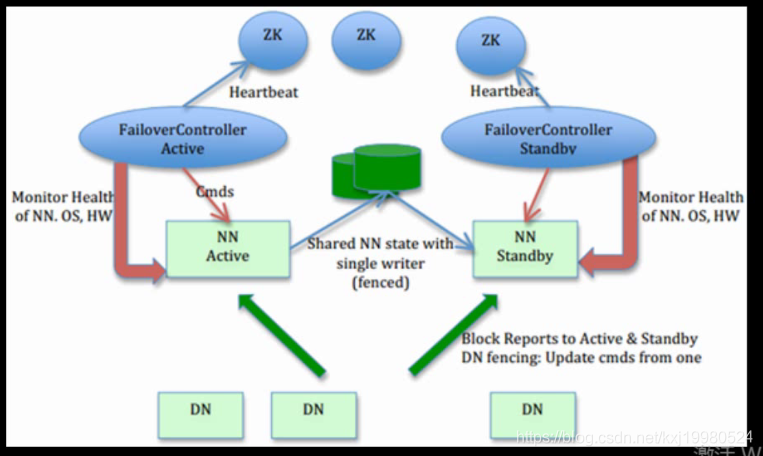 ZK
ZK
ZK
Heartbeat
Heartbeat
FailoverController
Active
FailoverController
Standby
Cmds
Monitor Health
of NN. OS, HW
Monitor Health
of NN. OS, HW
NN
Active
Shared NN state with
single writer
(fenced)
NN
Standby
Block Reports to Active & Standby
DN fencing: Update cmds from one
DN
DN
DN
https://blog.csdn.net/kxj19980524
激活 W